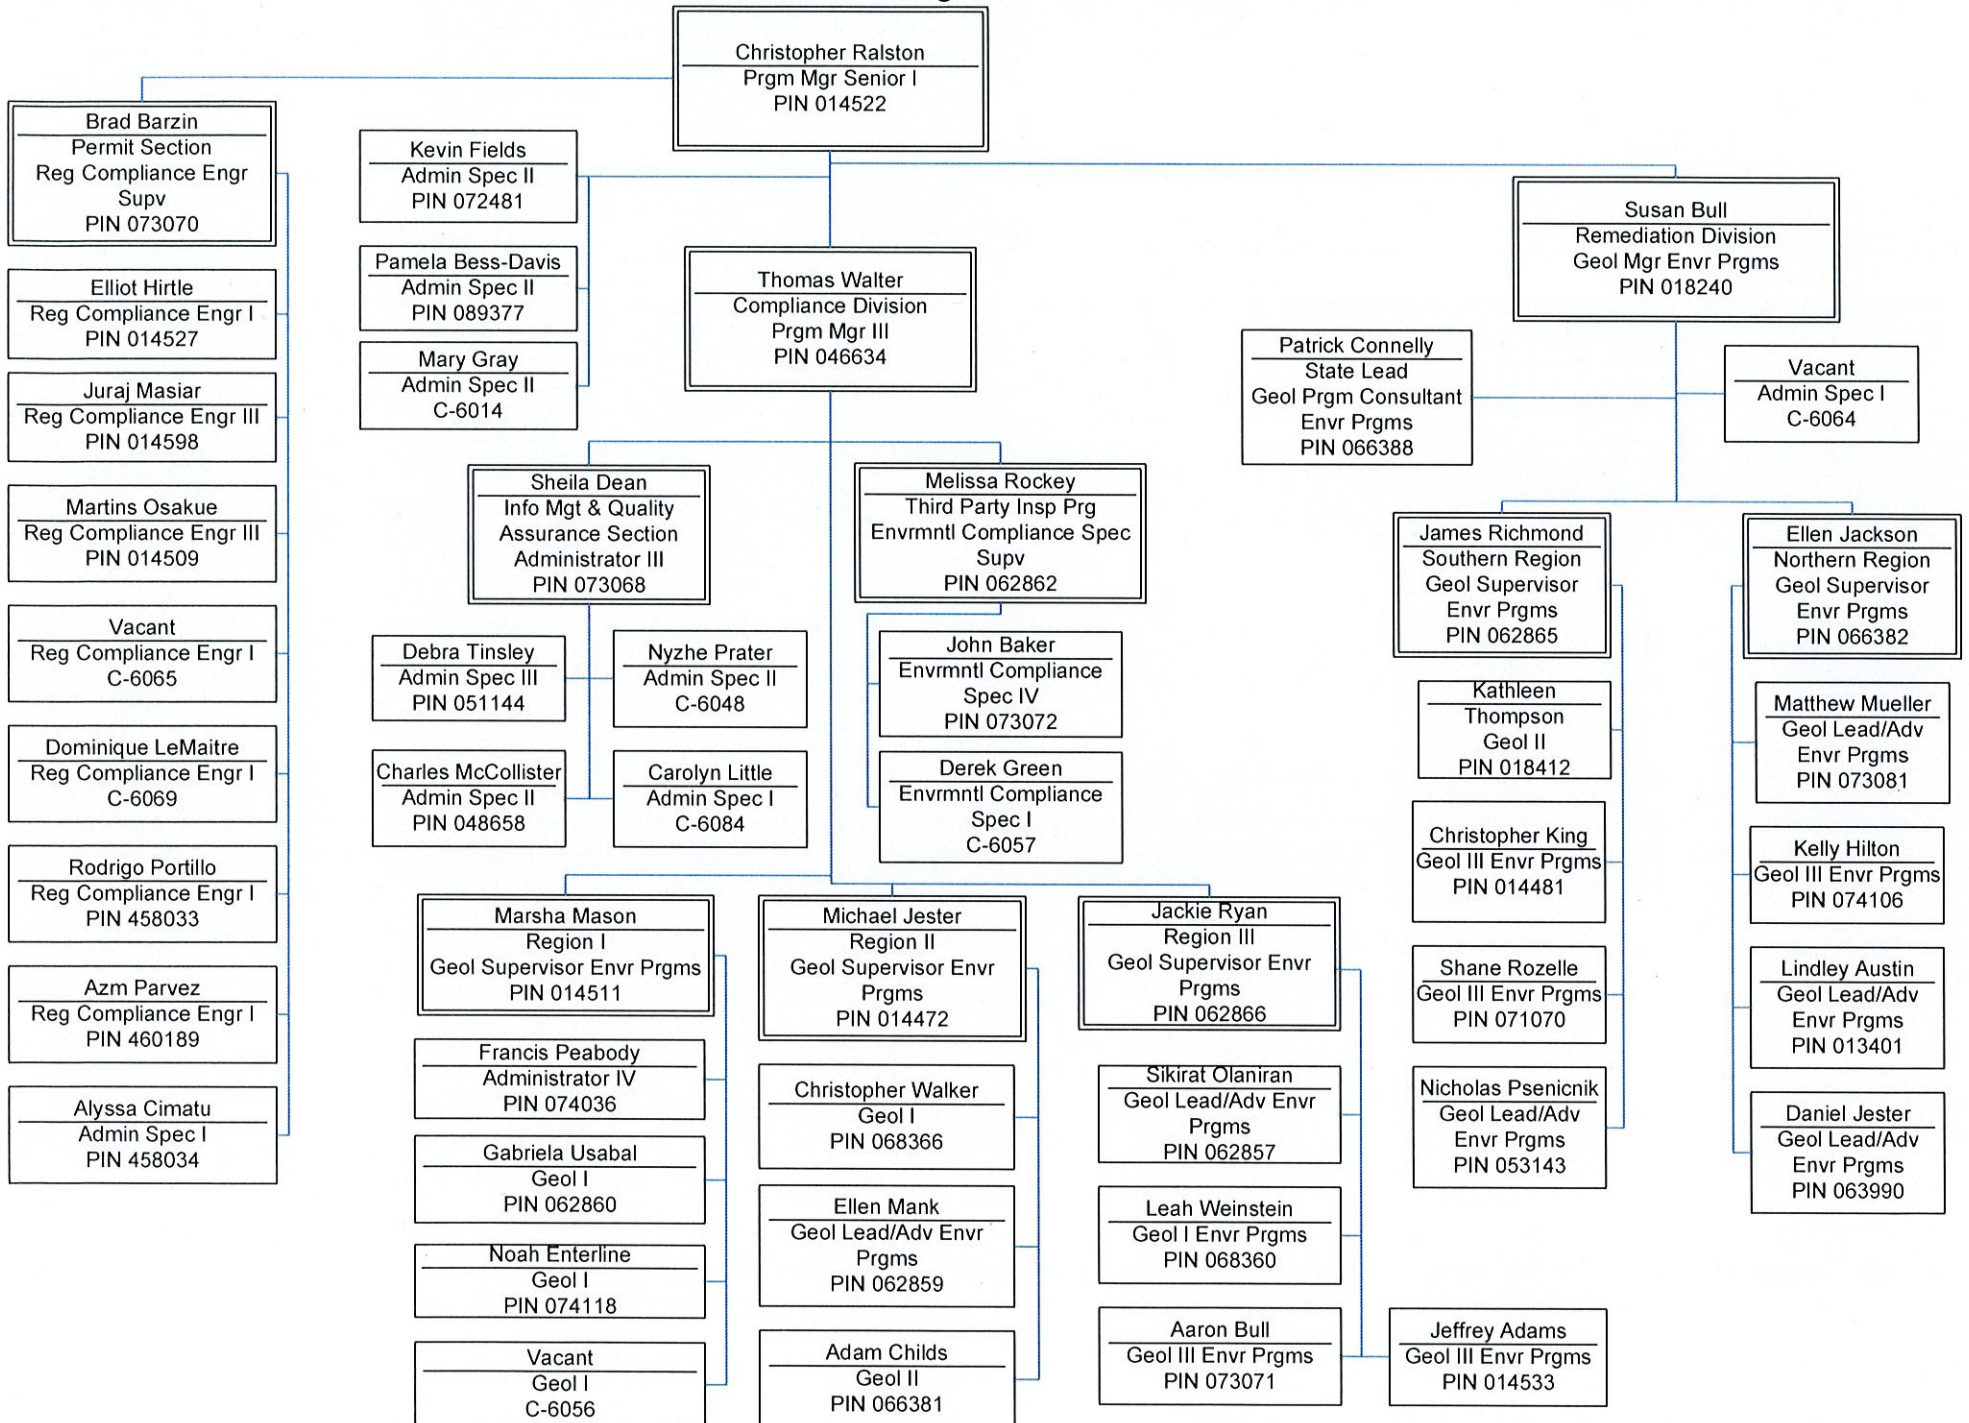 Christopher Ralston
Prgm Mgr Senior I
PIN 014522
Brad Barzin
Permit Section
Reg Compliance Engr
Supv
PIN 073070
Elliot Hirtle
Reg Compliance Engr I
PIN 014527
Juraj Masiar
Reg Compliance Engr III
PIN 014598
Martins Osakue
Reg Compliance Engr III
PIN 014509
Vacant
Reg Compliance Engr I
C-6065
Dominique LeMaitre
Reg Compliance Engr I
C-6069
Rodrigo Portillo
Reg Compliance Engr I
PIN 458033
Azm Parvez
Reg Compliance Engr I
PIN 460189
Alyssa Cimatu
Admin Spec I
PIN 458034
Kevin Fields
Admin Spec II
PIN 072481
Pamela Bess-Davis
Admin Spec II
PIN 089377
Mary Gray
Admin Spec II
C-6014
Thomas Walter
Compliance Division
Prgm Mgr III
PIN 046634
Sheila Dean
Info Mgt & Quality
Assurance Section
Administrator III
PIN 073068
Debra Tinsley
Admin Spec III
PIN 051144
Nyzhe Prater
Admin Spec II
C-6048
Charles McCollister
Admin Spec II
PIN 048658
Carolyn Little
Admin Spec I
C-6084
Melissa Rockey
Third Party Insp Prg
Envrmntl Compliance Spec
Supv
PIN 062862
John Baker
Envrmntl Compliance
Spec IV
PIN 073072
Derek Green
Envrmntl Compliance
Spec I
C-6057
Marsha Mason
Region I
Geol Supervisor Envr Prgms
PIN 014511
Francis Peabody
Administrator IV
PIN 074036
Gabriela Usabal
Geol I
PIN 062860
Noah Enterline
Geol I
PIN 074118
Vacant
Geol I
C-6056
Michael Jester
Region II
Geol Supervisor Envr
Prgms
PIN 014472
Christopher Walker
Geol I
PIN 068366
Ellen Mank
Geol Lead/Adv Envr
Prgms
PIN 062859
Adam Childs
Geol II
PIN 066381
Jackie Ryan
Region III
Geol Supervisor Envr
Prgms
PIN 062866
Sikirat Olaniran
Geol Lead/Adv Envr
Prgms
PIN 062857
Leah Weinstein
Geol I Envr Prgms
PIN 068360
Aaron Bull
Geol III Envr Prgms
PIN 073071
Jeffrey Adams
Geol III Envr Prgms
PIN 014533
Susan Bull
Remediation Division
Geol Mgr Envr Prgms
PIN 018240
Patrick Connelly
State Lead
Geol Prgm Consultant
Envr Prgms
PIN 066388
Vacant
Admin Spec I
C-6064
James Richmond
Southern Region
Geol Supervisor
Envr Prgms
PIN 062865
Kathleen
Thompson
Geol II
PIN 018412
Christopher King
Geol III Envr Prgms
PIN 014481
Shane Rozelle
Geol III Envr Prgms
PIN 071070
Nicholas Psenicnik
Geol Lead/Adv
Envr Prgms
PIN 053143
Ellen Jackson
Northern Region
Geol Supervisor
Envr Prgms
PIN 066382
Matthew Mueller
Geol Lead/Adv
Envr Prgms
PIN 073081
Kelly Hilton
Geol III Envr Prgms
PIN 074106
Lindley Austin
Geol Lead/Adv
Envr Prgms
PIN 013401
Daniel Jester
Geol Lead/Adv
Envr Prgms
PIN 063990